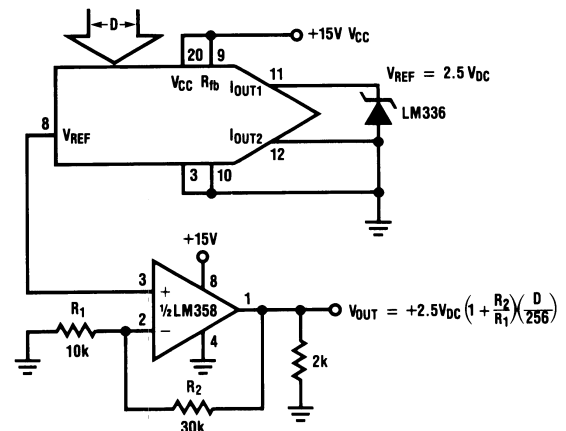 D
+15V VCC
20 9
VCC Rfb IOUT1 11
VREF = 2.5 VDC
LM336
8 VREF
IOUT2
12
3 10
+15V
3 + 8
½ LM358 1
2 − 4
R1
10k
R2
30k
2k
VOUT = +2.5VDC (1 + R2/R1)(D/256)